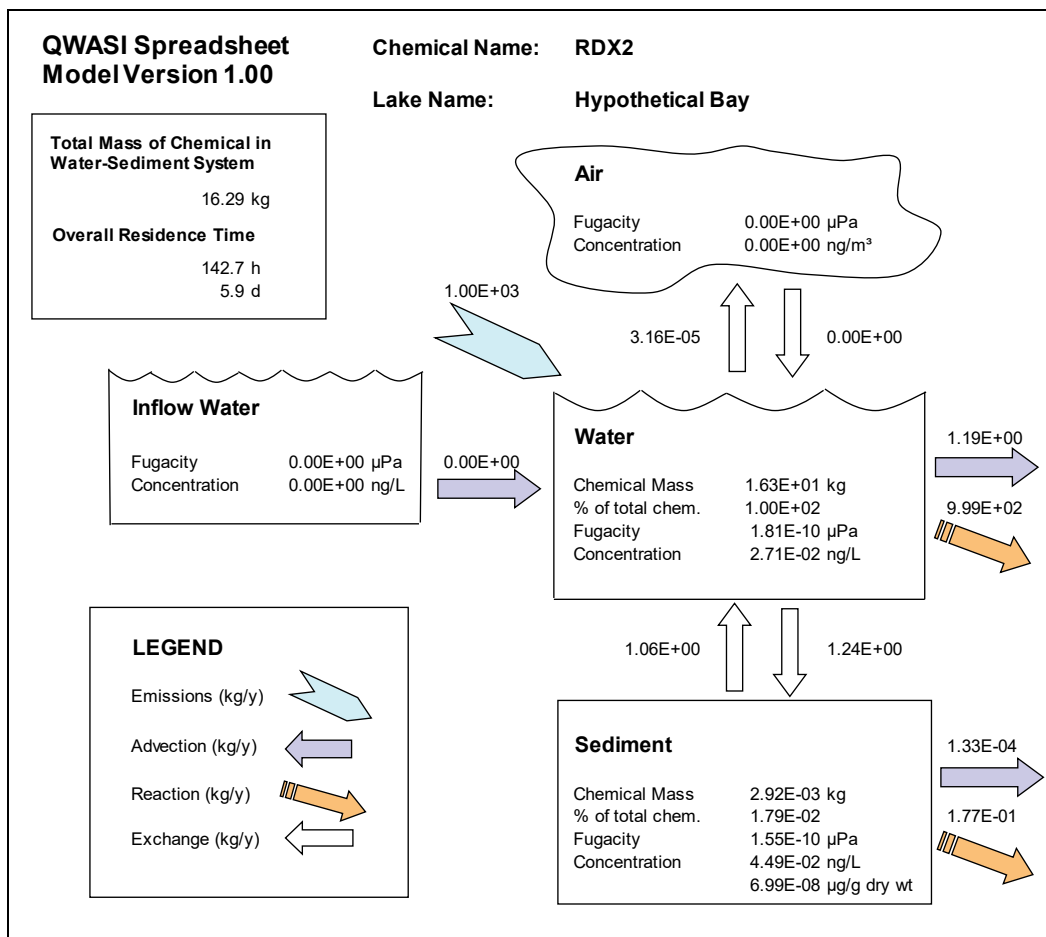 QWASI Spreadsheet
Model Version 1.00
Chemical Name: RDX2
Lake Name: Hypothetical Bay
Total Mass of Chemical in
Water-Sediment System
16.29 kg
Overall Residence Time
142.7 h
5.9 d
Air
Fugacity 0.00E+00 µPa
Concentration 0.00E+00 ng/m³
1.00E+03
3.16E-05
0.00E+00
Inflow Water
Fugacity 0.00E+00 µPa
Concentration 0.00E+00 ng/L
0.00E+00
Water
Chemical Mass 1.63E+01 kg
% of total chem. 1.00E+02
Fugacity 1.81E-10 µPa
Concentration 2.71E-02 ng/L
1.19E+00
9.99E+02
1.06E+00
1.24E+00
LEGEND
Emissions (kg/y)
Advection (kg/y)
Reaction (kg/y)
Exchange (kg/y)
Sediment
Chemical Mass 2.92E-03 kg
% of total chem. 1.79E-02
Fugacity 1.55E-10 µPa
Concentration 4.49E-02 ng/L
6.99E-08 µg/g dry wt
1.33E-04
1.77E-01